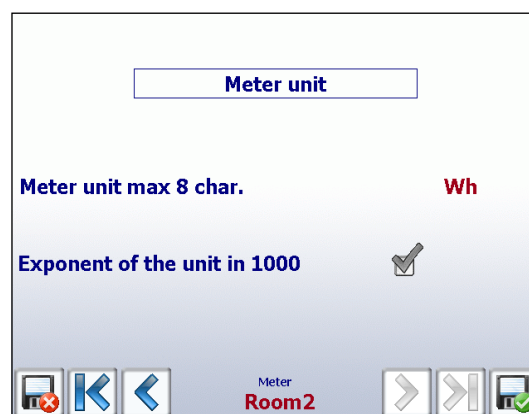 Meter unit
Meter unit max 8 char.
Wh
Exponent of the unit in 1000
Meter
Room2